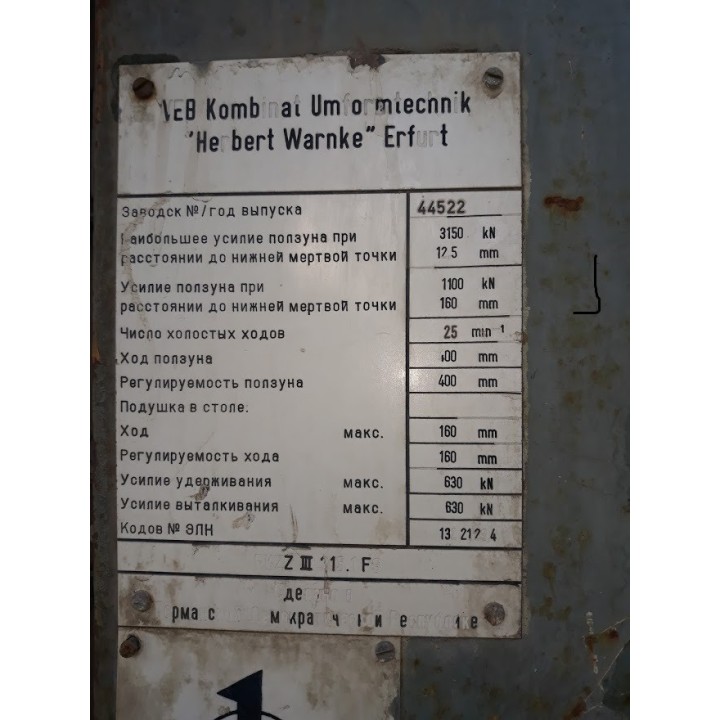 VEB Kombinat Umformtechnik
"Herbert Warnke" Erfurt
Заводск №/год выпуска 44522
Наибольшее усилие ползуна при 3150 kN
расстоянии до нижней мертвой точки 12.5 mm
Усилие ползуна при 1100 kN
расстоянии до нижней мертвой точки 160 mm
Число холостых ходов 25 min⁻¹
Ход ползуна mm
Регулируемость ползуна 400 mm
Подушка в столе:
Ход макс. 160 mm
Регулируемость хода 160 mm
Усилие удерживания макс. 630 kN
Усилие выталкивания макс. 630 kN
Кодов № ЭЛН 13 212 4
Z III 1 . F
1